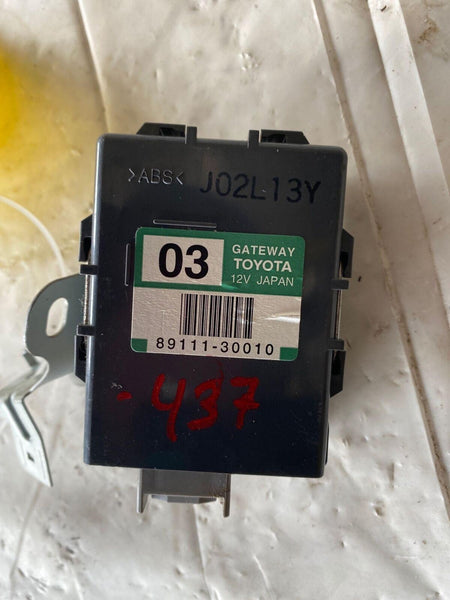 >ABS< J02L13Y
03
GATEWAY
TOYOTA
12V JAPAN
89111-30010
-437